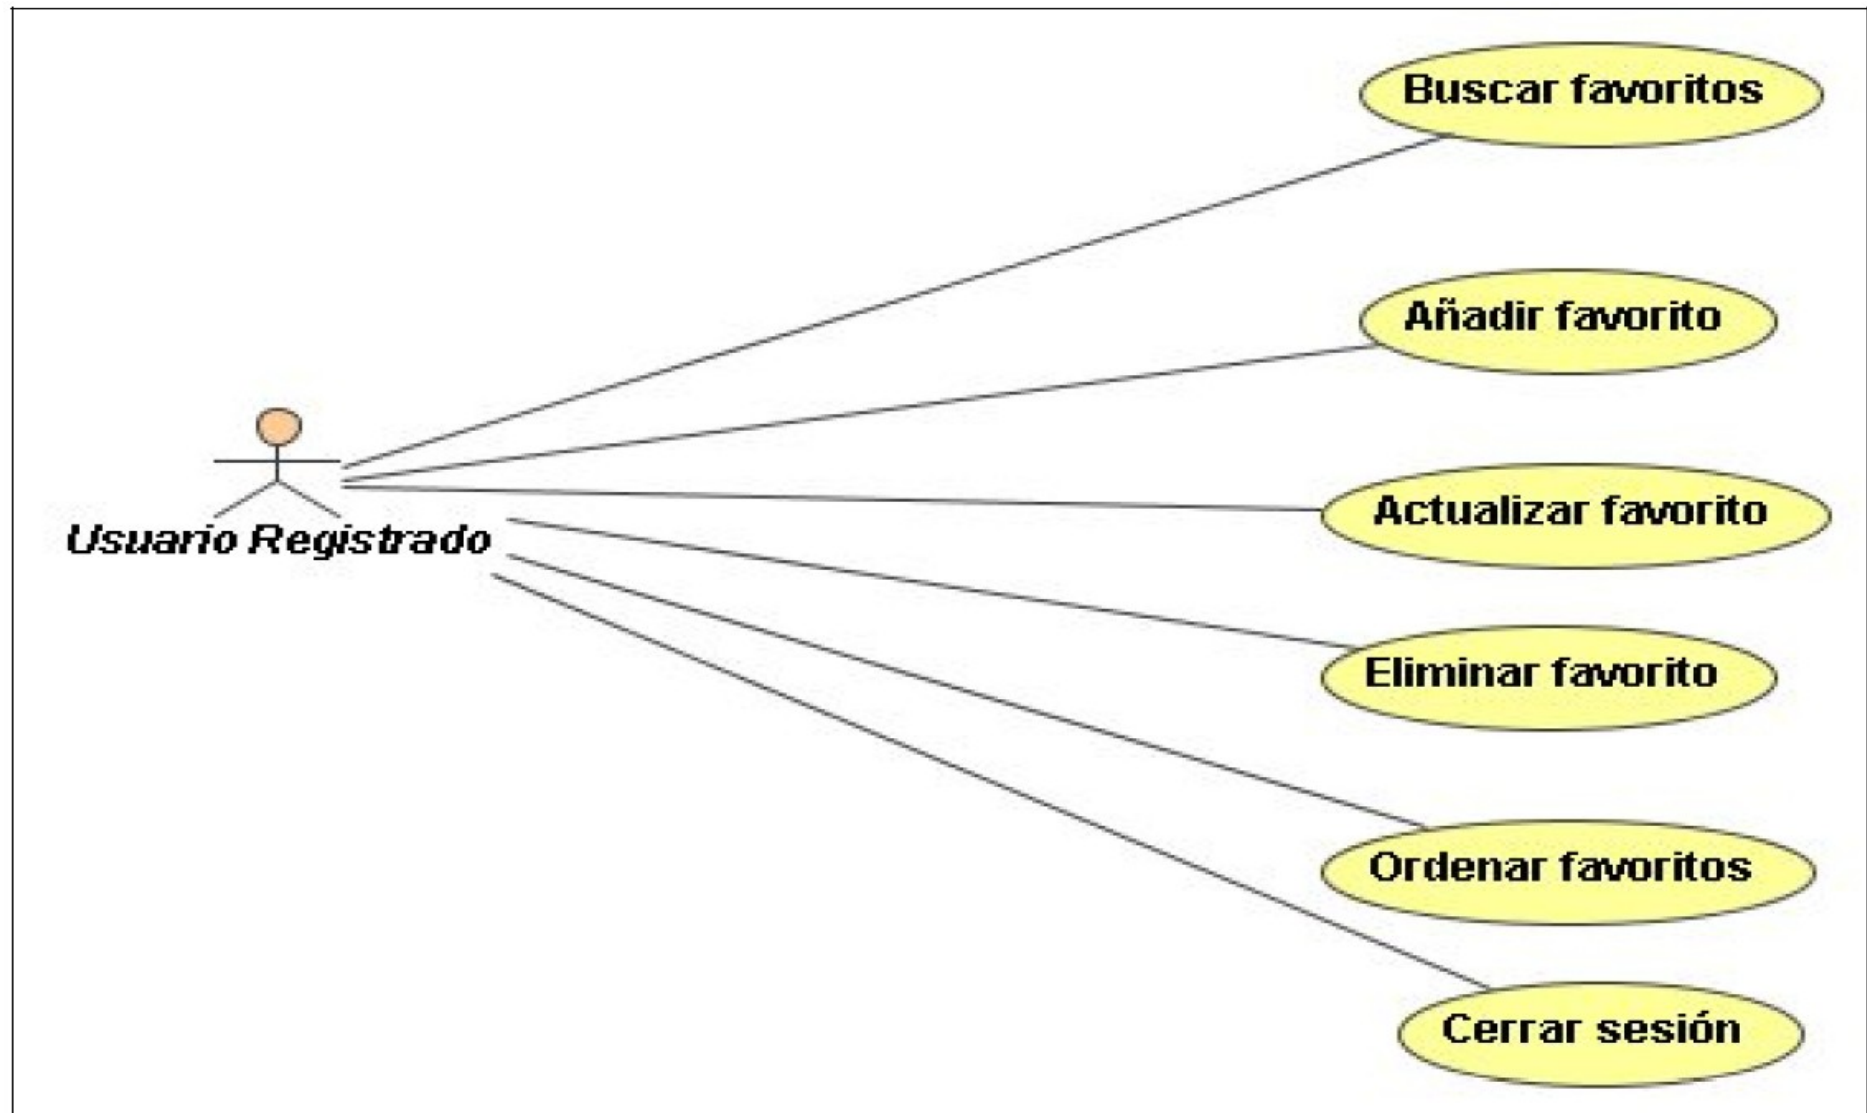 Buscar favoritos
Añadir favorito
Usuario Registrado
Actualizar favorito
Eliminar favorito
Ordenar favoritos
Cerrar sesión